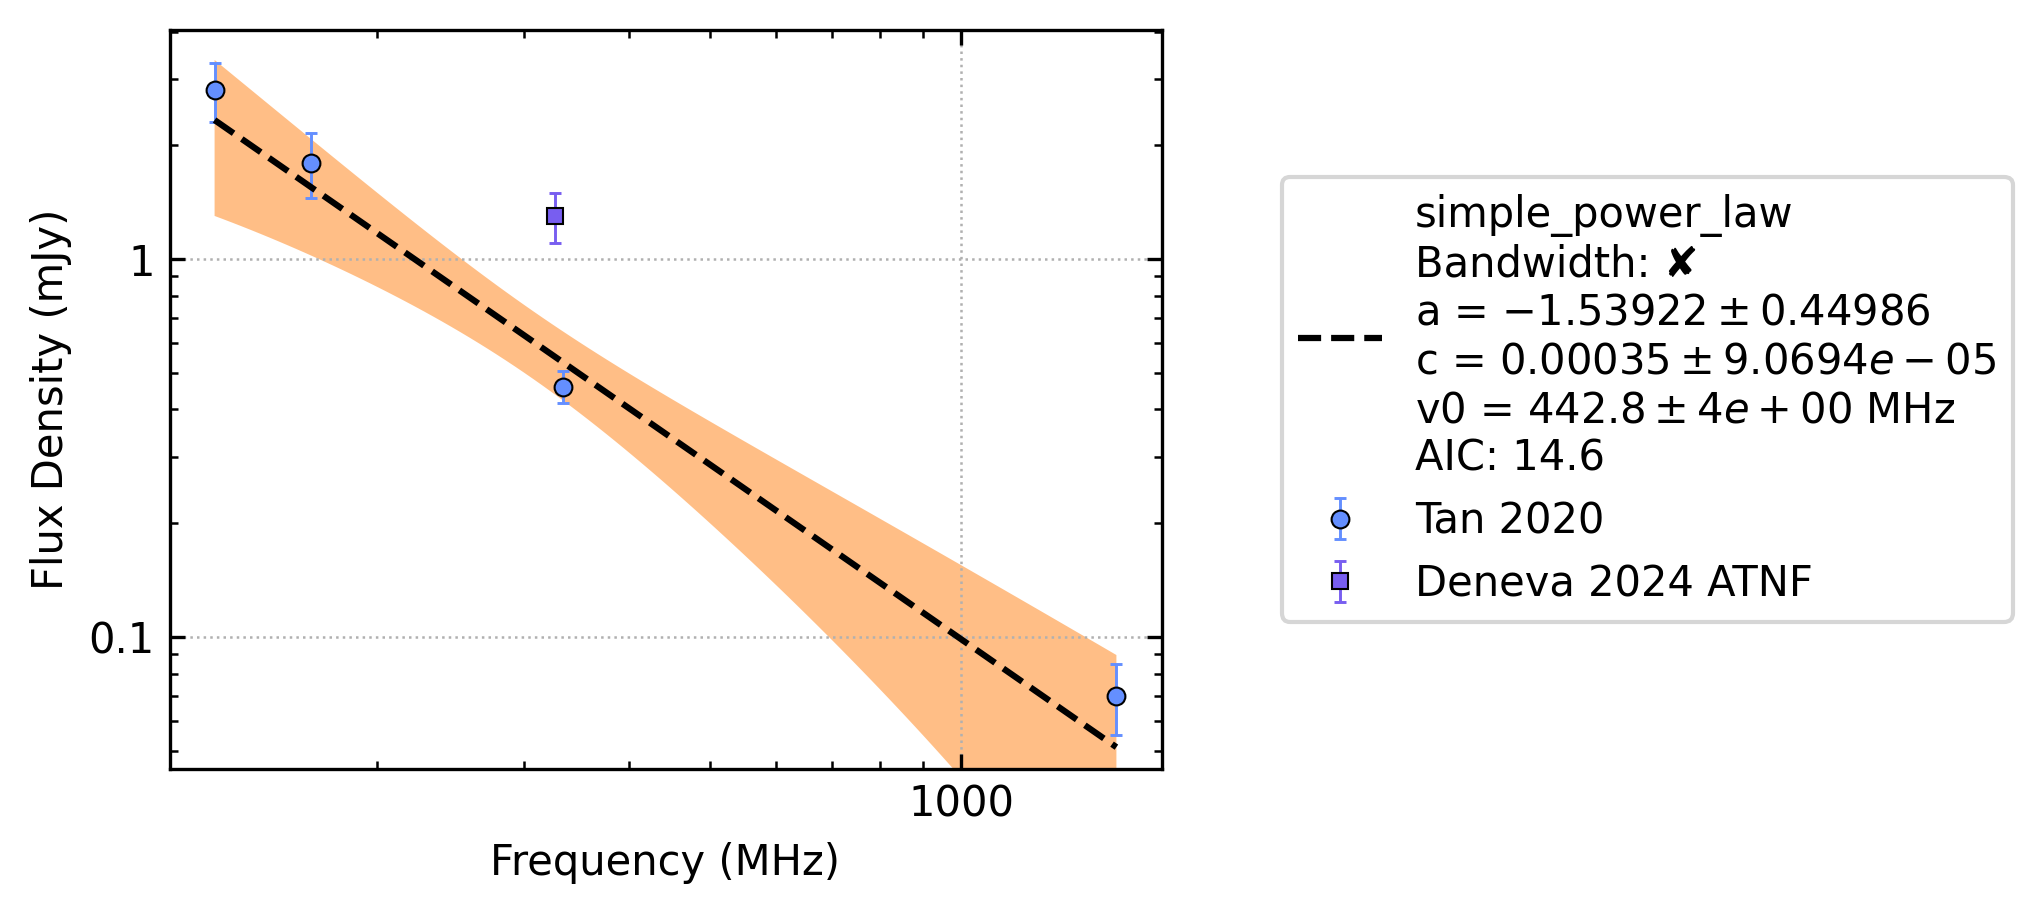 1
0.1
1000
Flux Density (mJy)
Frequency (MHz)
simple_power_law
Bandwidth: ✘
a = −1.53922 ± 0.44986
c = 0.00035 ± 9.0694e − 05
v0 = 442.8 ± 4e + 00 MHz
AIC: 14.6
Tan 2020
Deneva 2024 ATNF